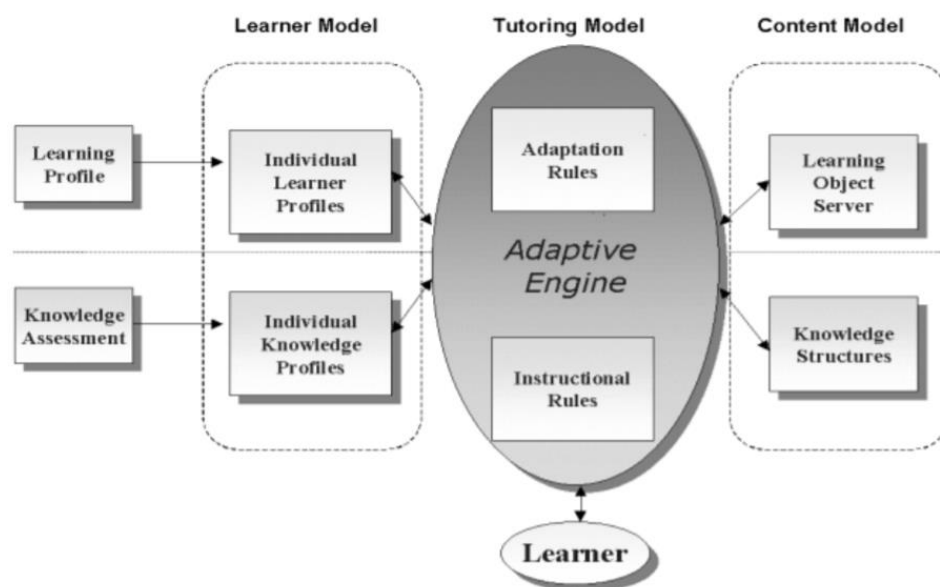 Learner Model
Tutoring Model
Content Model
Learning
Profile
Individual
Learner
Profiles
Adaptation
Rules
Learning
Object
Server
Adaptive
Engine
Knowledge
Assessment
Individual
Knowledge
Profiles
Instructional
Rules
Knowledge
Structures
Learner